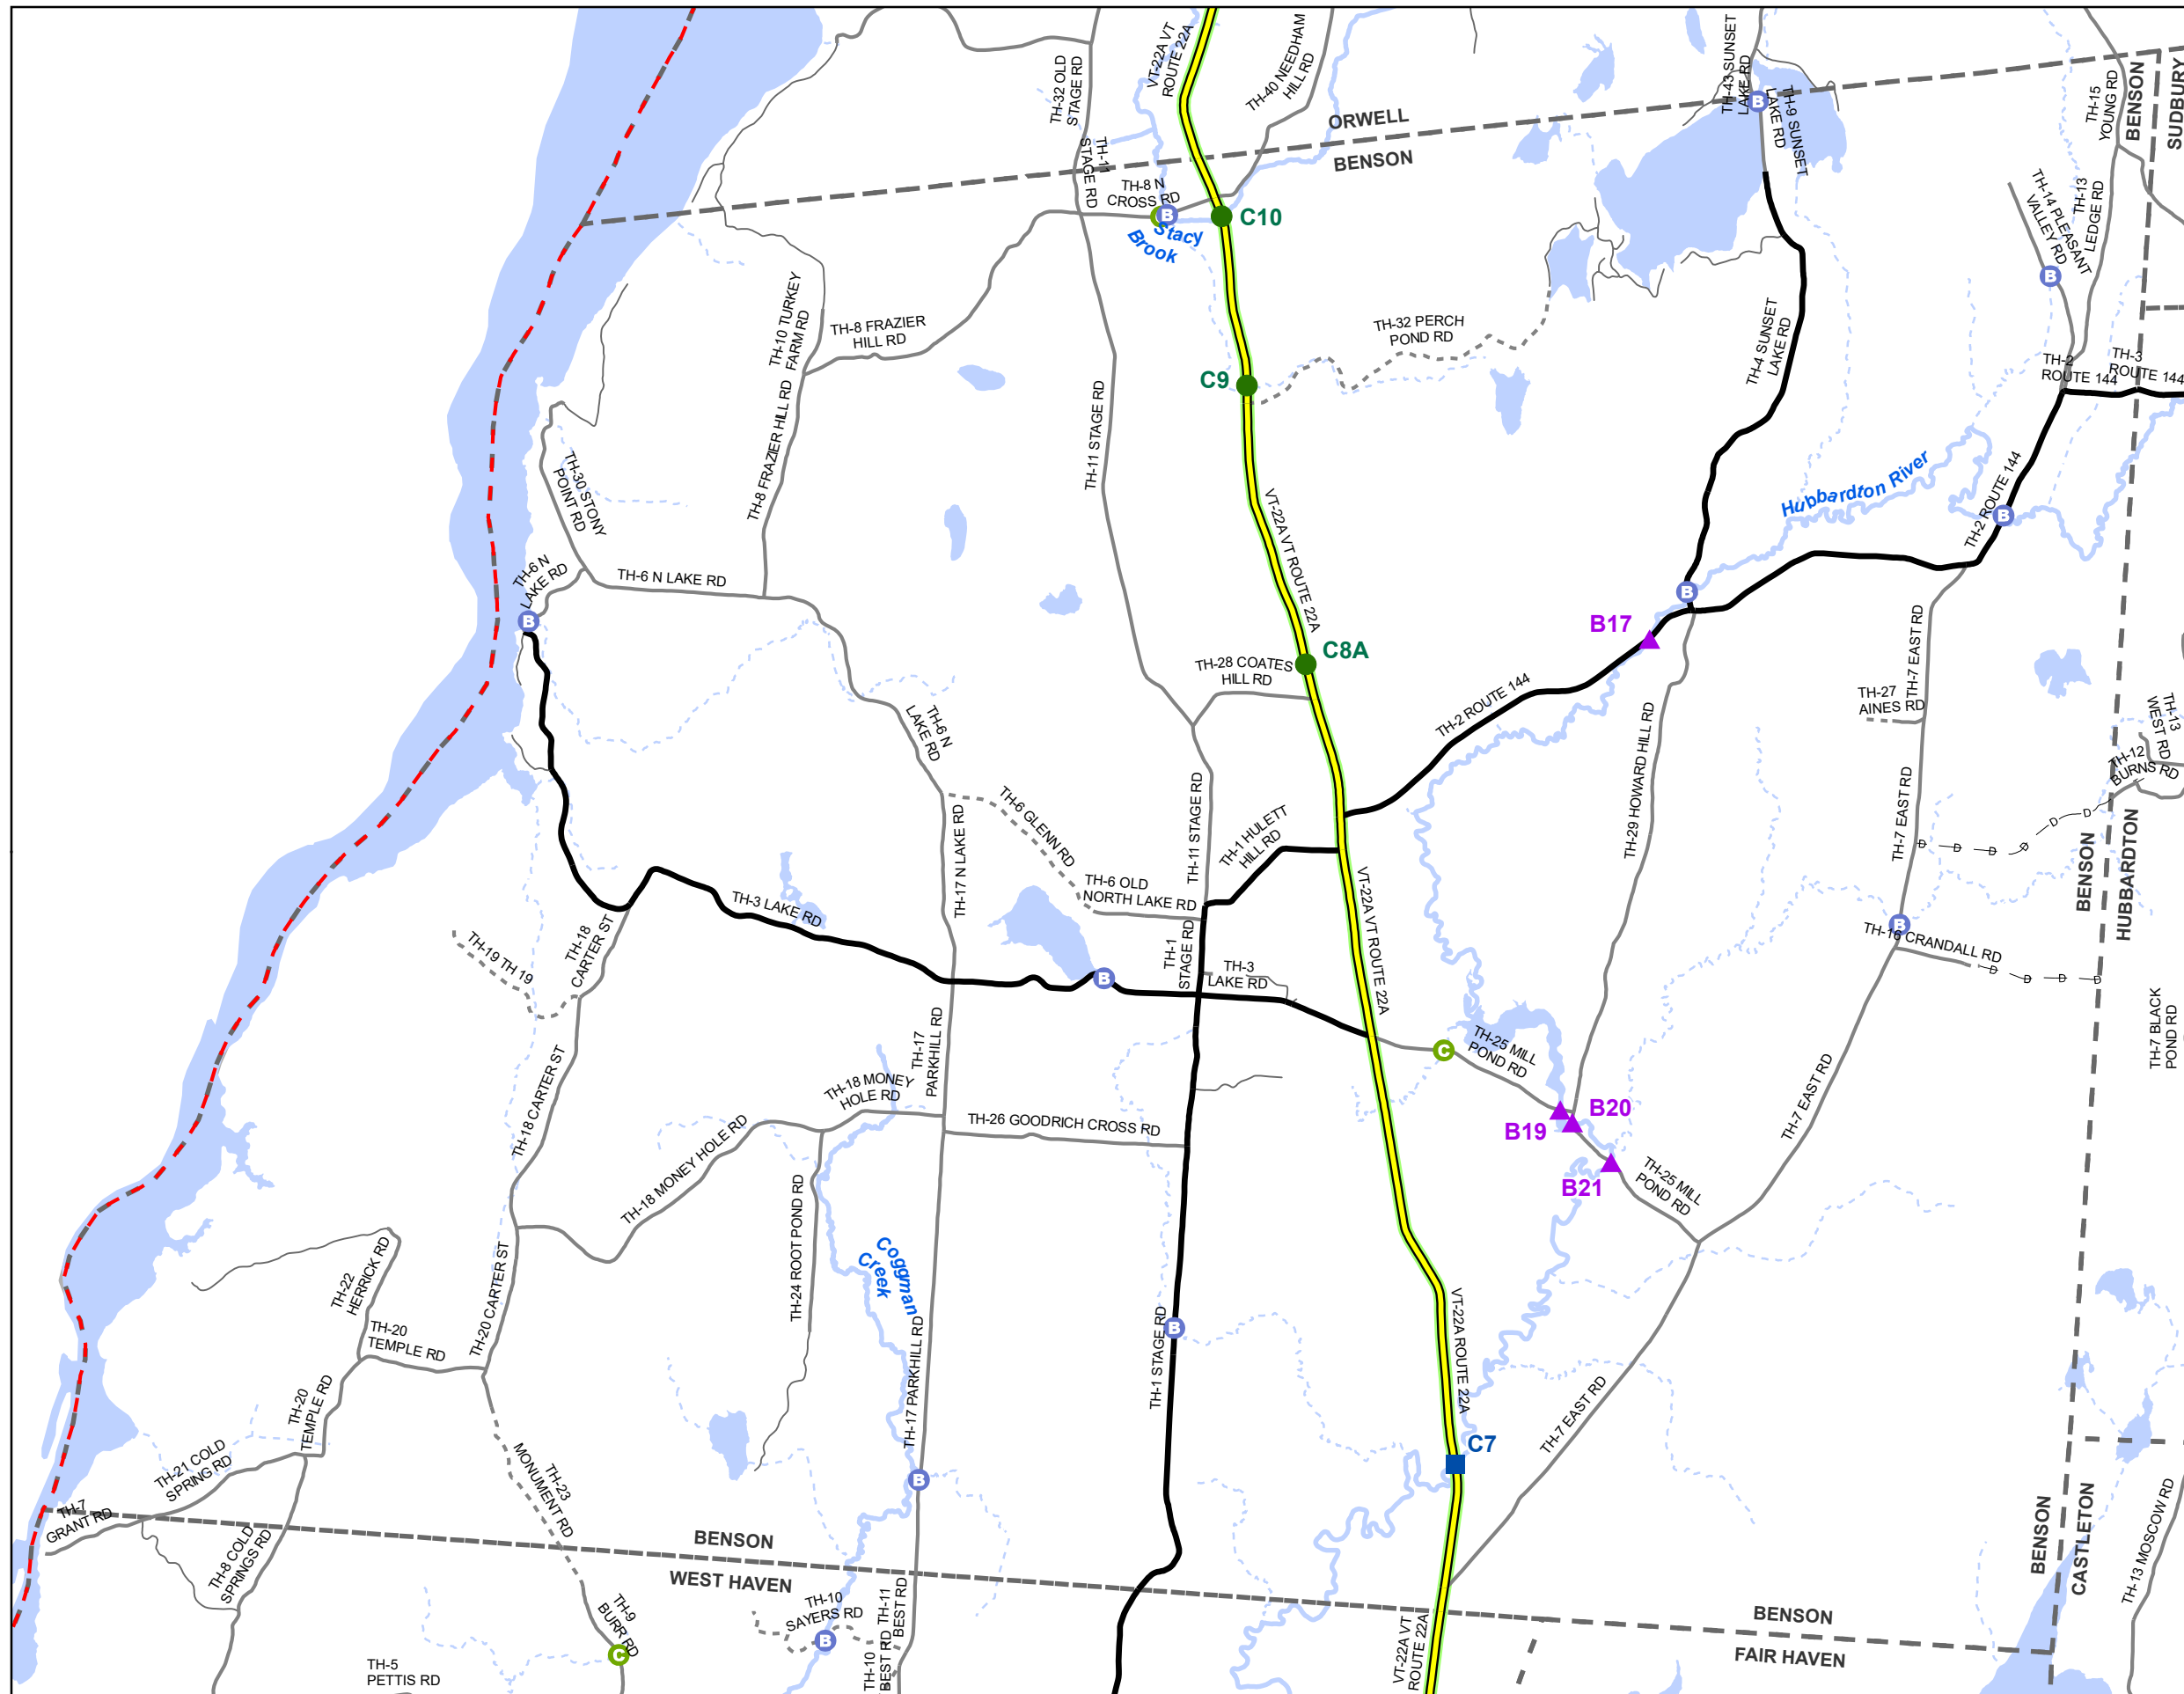 VT-22A VT
ROUTE 22A
TH-40 NEEDHAM
HILL RD
TH-32 OLD
STAGE RD
TH-43 SUNSET
LAKE RD
TH-9 SUNSET
LAKE RD
TH-15
YOUNG RD
BENSON
SUDBURY
ORWELL
BENSON
TH-11
STAGE RD
TH-8 N
CROSS RD
B
B
C10
Stacy
Brook
TH-14 PLEASANT
VALLEY RD
TH-13
LEDGE RD
B
TH-10 TURKEY
FARM RD
TH-8 FRAZIER
HILL RD
TH-32 PERCH
POND RD
TH-4 SUNSET
LAKE RD
C9
TH-2
ROUTE 144
TH-3
ROUTE 144
TH-8 FRAZIER HILL RD
TH-11 STAGE RD
TH-30 STONY
POINT RD
VT-22A VT ROUTE 22A
Hubbardton River
TH-2 ROUTE 144
B
TH-6 N
LAKE RD
TH-6 N LAKE RD
B
B
B17
C8A
TH-28 COATES
HILL RD
TH-7 EAST RD
TH-27
AINES RD
TH-2 ROUTE 144
TH-29 HOWARD HILL RD
TH-6 N
LAKE RD
TH-13
WEST RD
TH-12
BURNS RD
TH-6 GLENN RD
TH-17 N LAKE RD
TH-11 STAGE RD
TH-1 HULETT
HILL RD
TH-7 EAST RD
D D D D D D
BENSON
HUBBARDTON
TH-6 OLD
NORTH LAKE RD
TH-3 LAKE RD
VT-22A VT ROUTE 22A
TH-18
CARTER ST
TH-19 TH 19
TH-1
STAGE RD
TH-3
LAKE RD
B
B
TH-16 CRANDALL RD
D D D D
TH-7 BLACK
POND RD
TH-17
PARKHILL RD
C
TH-25 MILL
POND RD
TH-18 CARTER ST
TH-18 MONEY
HOLE RD
TH-26 GOODRICH CROSS RD
TH-18 MONEY HOLE RD
B20
B19
B21
TH-7 EAST RD
TH-25 MILL
POND RD
TH-24 ROOT POND RD
Coggman
Creek
TH-22
HERRICK RD
TH-20 CARTER ST
TH-20
TEMPLE RD
TH-17 PARKHILL RD
B
TH-1 STAGE RD
VT-22A ROUTE 22A
TH-7 EAST RD
C7
TH-20
TEMPLE RD
TH-21 COLD
SPRING RD
TH-23
MONUMENT RD
B
TH-7
GRANT RD
TH-8 COLD
SPRINGS RD
BENSON
WEST HAVEN
BENSON
CASTLETON
TH-13 MOSCOW RD
TH-9
BURR RD
C
TH-10
SAYERS RD
B
TH-11
BEST RD
TH-10
BEST RD
VT-22A VT
ROUTE 22A
BENSON
FAIR HAVEN
TH-5
PETTIS RD